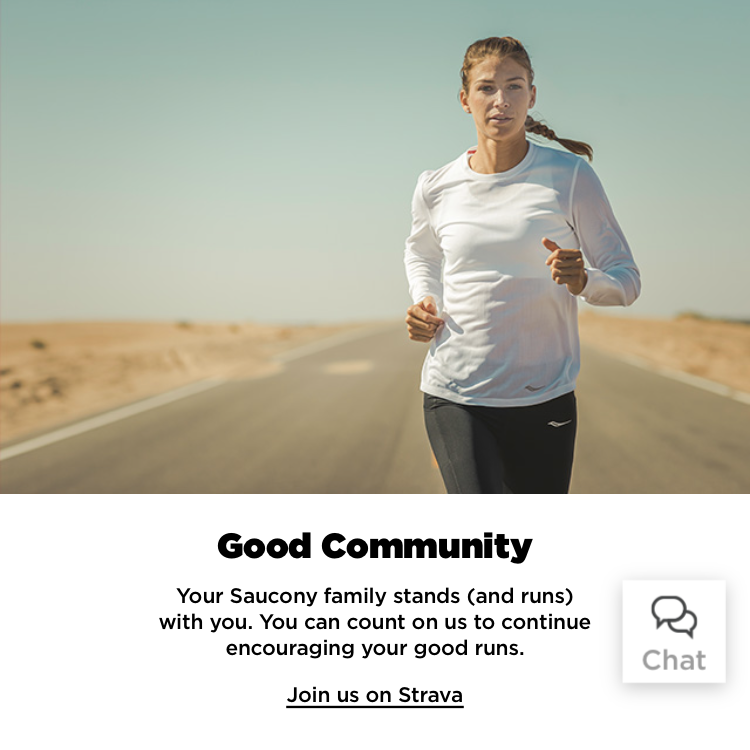 Good Community
Your Saucony family stands (and runs)
with you. You can count on us to continue
encouraging your good runs.
Chat
Join us on Strava